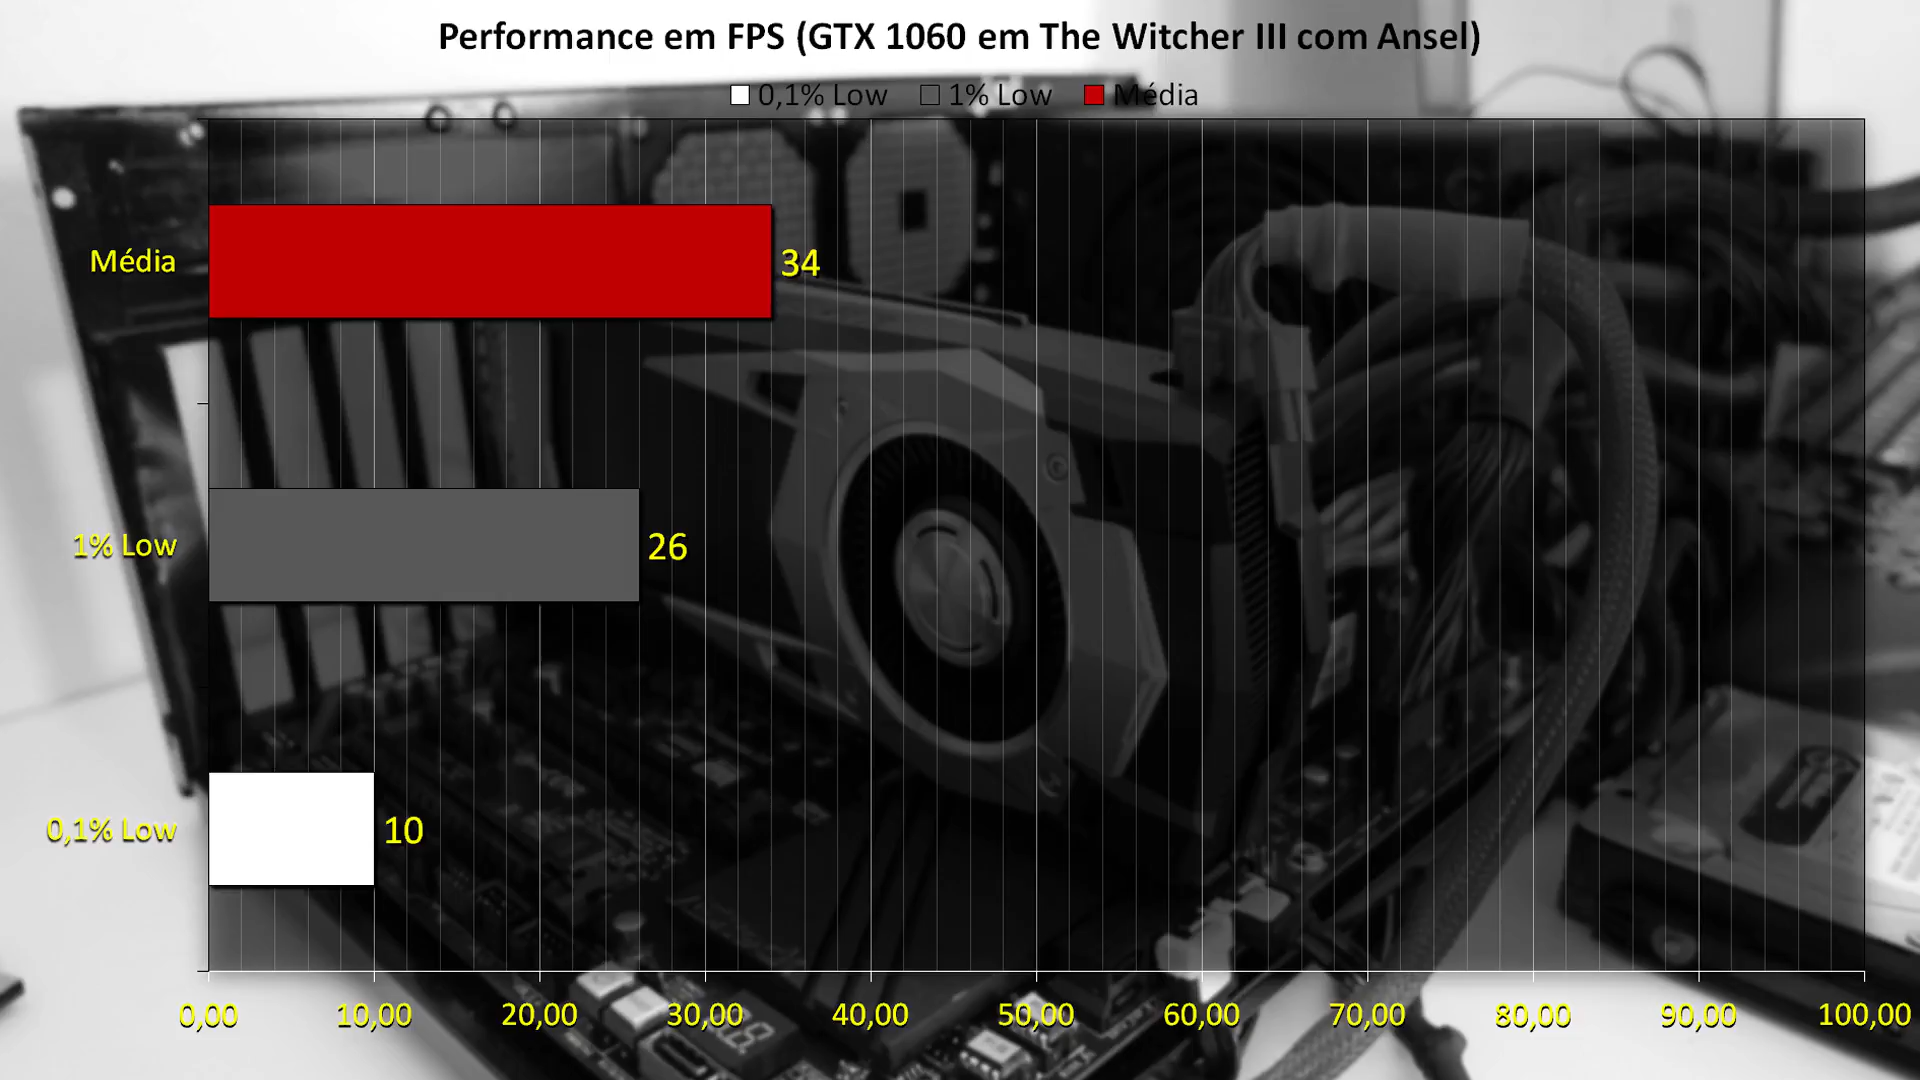 Performance em FPS (GTX 1060 em The Witcher III com Ansel)
0,1% Low 1% Low Média
Média 34
1% Low 26
0,1% Low 10
0,00 10,00 20,00 30,00 40,00 50,00 60,00 70,00 80,00 90,00 100,00